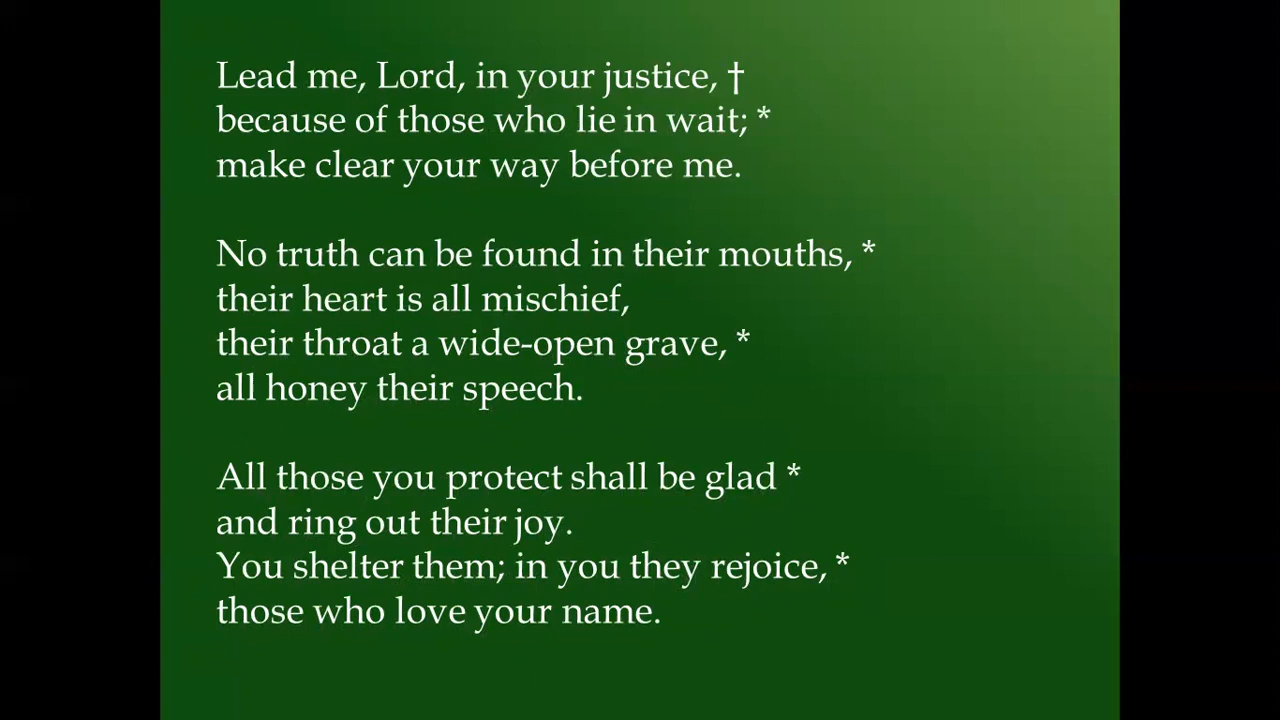 Lead me, Lord, in your justice, †
because of those who lie in wait; *
make clear your way before me.
No truth can be found in their mouths, *
their heart is all mischief,
their throat a wide-open grave, *
all honey their speech.
All those you protect shall be glad *
and ring out their joy.
You shelter them; in you they rejoice, *
those who love your name.